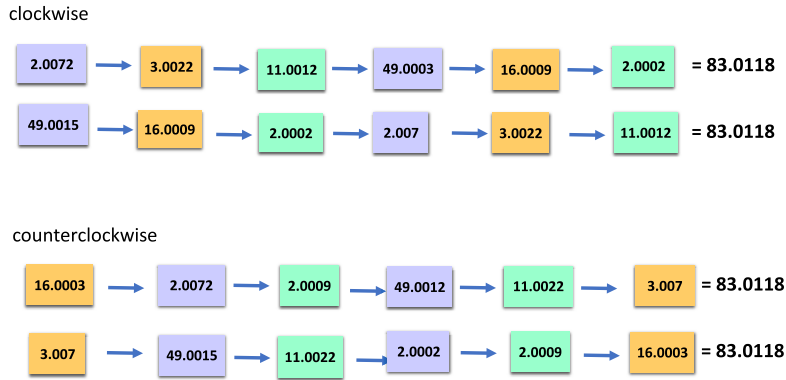 clockwise
2.0072 3.0022 11.0012 49.0003 16.0009 2.0002 = 83.0118
49.0015 16.0009 2.0002 2.007 3.0022 11.0012 = 83.0118
counterclockwise
16.0003 2.0072 2.0009 49.0012 11.0022 3.007 = 83.0118
3.007 49.0015 11.0022 2.0002 2.0009 16.0003 = 83.0118